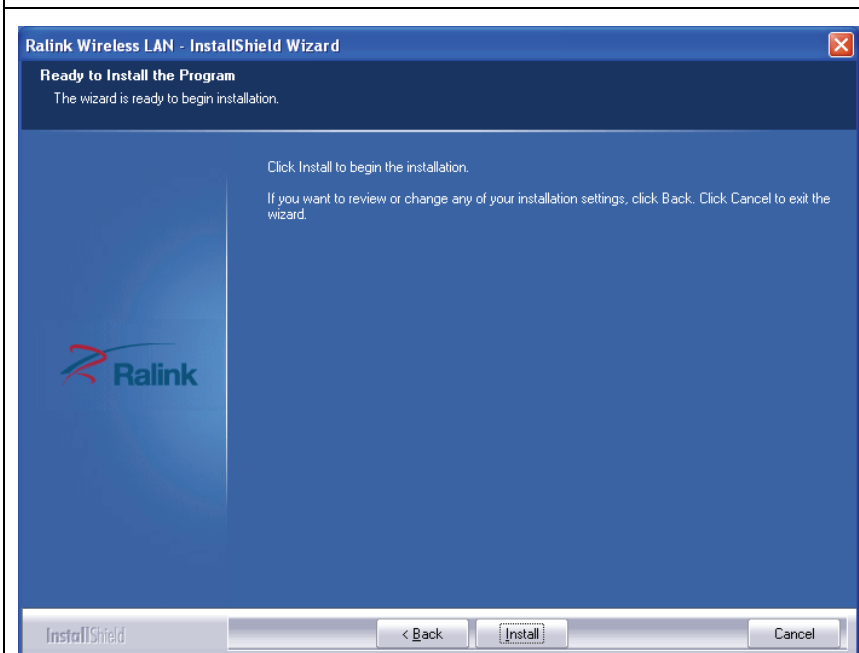 Ralink Wireless LAN - InstallShield Wizard
Ready to Install the Program
The wizard is ready to begin installation.
Click Install to begin the installation.
If you want to review or change any of your installation settings, click Back. Click Cancel to exit the
wizard.
Ralink
InstallShield
< Back
Install
Cancel